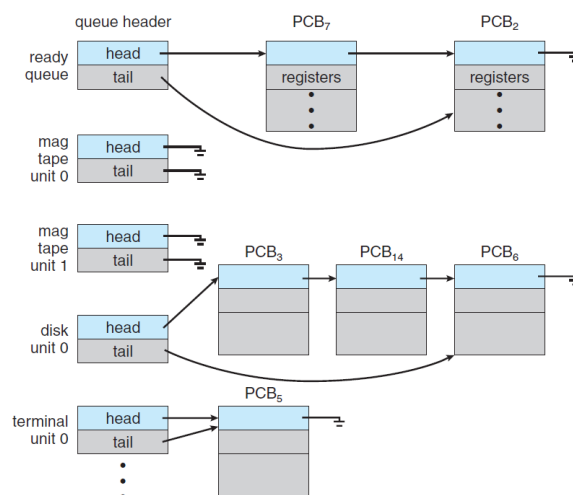 queue header PCB₇ PCB₂
ready
queue
head
tail
registers registers
mag
tape
unit 0
head
tail
mag
tape
unit 1
head
tail
PCB₃ PCB₁₄ PCB₆
disk
unit 0
head
tail
PCB₅
terminal
unit 0
head
tail